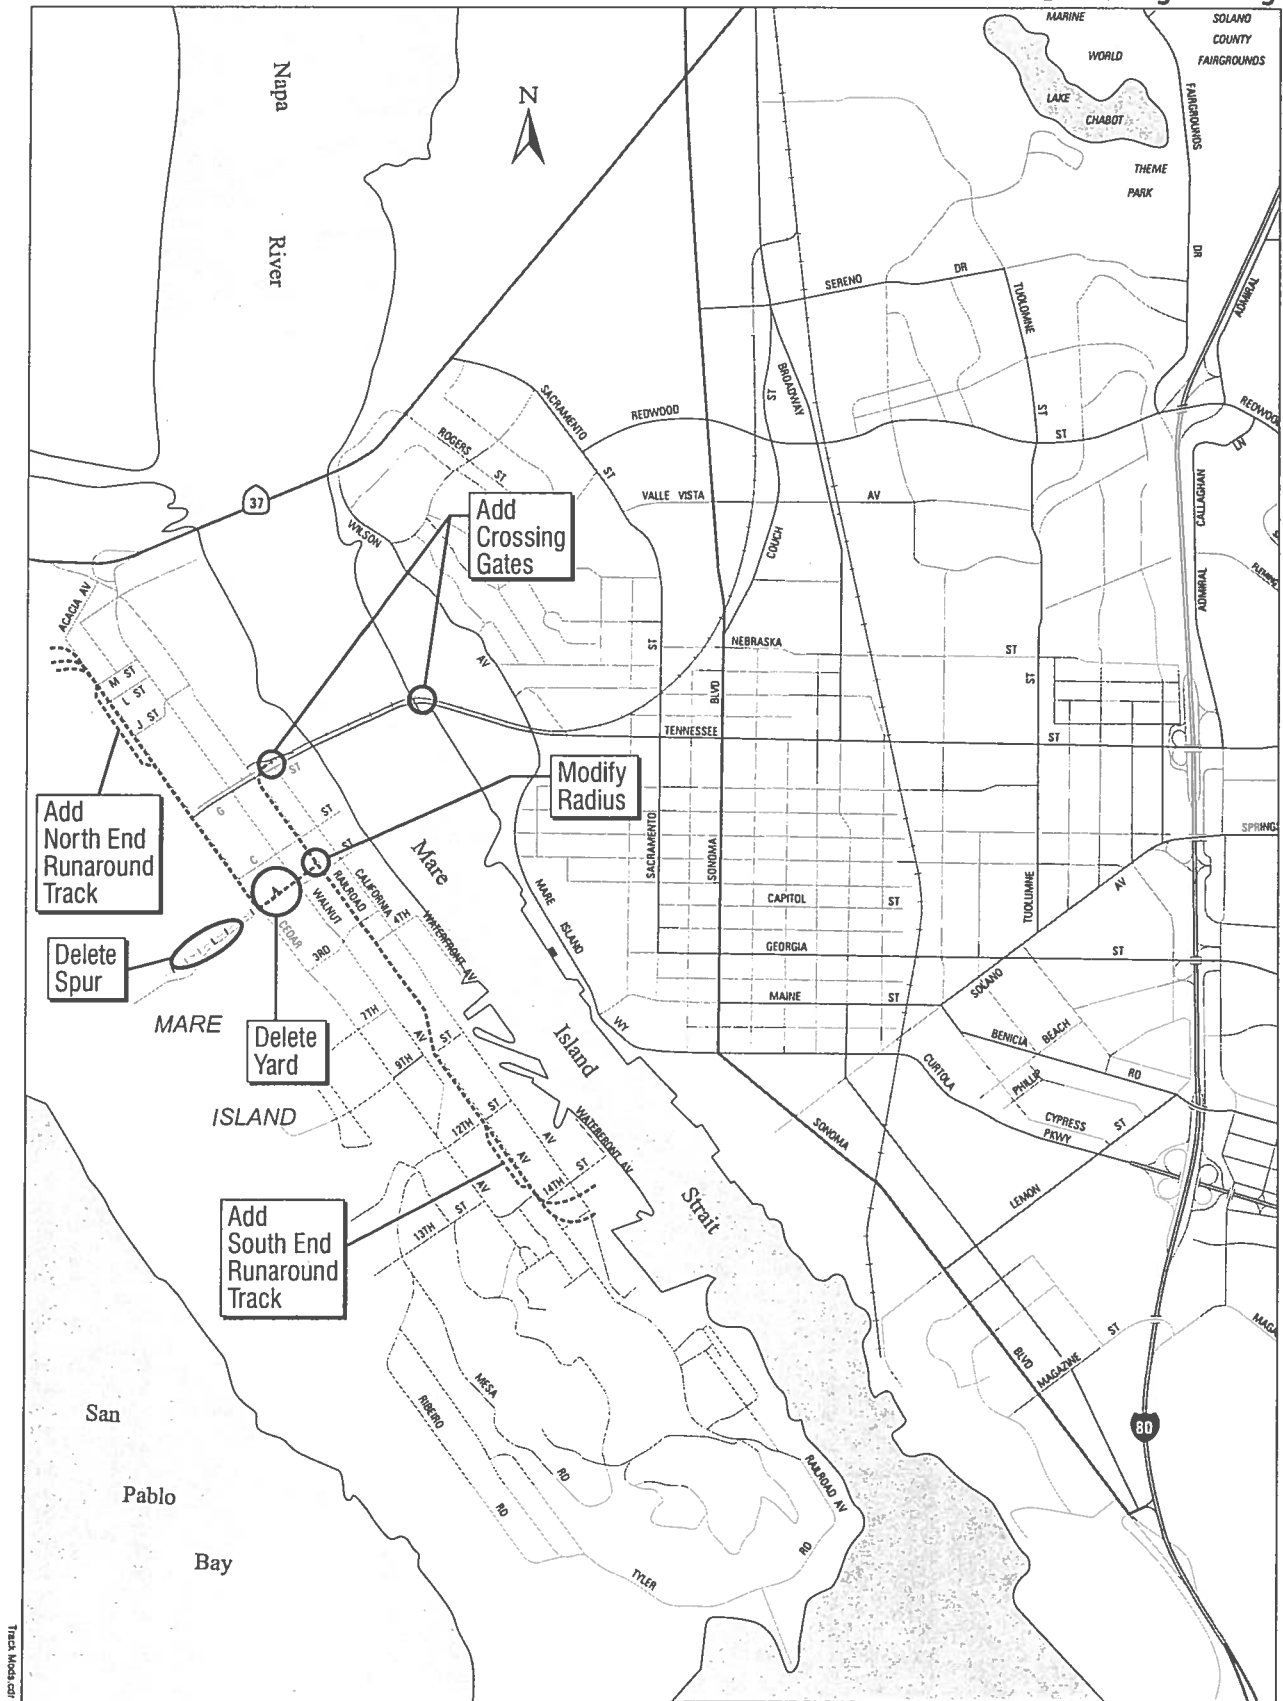 MARINE
WORLD
LAKE
CHABOT
THEME
PARK
SOLANO
COUNTY
FAIRGROUNDS
FAIRGROUNDS
DR
ADMIRAL
Napa
River
N
SERENO
DR
TUOLOMNE
ST
BROADWAY
ST
SACRAMENTO
ST
REDWOOD
ST
LN
ROGERS
ST
VALLE VISTA
AV
CALLAGHAN
ADMIRAL
COUCH
37
WILSON
AV
Add
Crossing
Gates
ACACIA AV
M ST
L ST
J ST
NEBRASKA
ST
ST
ST
BLVD
TENNESSEE
ST
G
ST
Modify
Radius
Add
North End
Runaround
Track
C
ST
ST
Mare
SACRAMENTO
SONOMA
TUOLUMNE
AV
CALIFORNIA
RAILROAD
WALNUT
CEDAR
3RD
4TH
WATERFRONT AV
MARE
ISLAND
WY
CAPITOL
ST
GEORGIA
ST
MAINE
ST
SOLANO
Delete
Spur
MARE
Delete
Yard
ISLAND
7TH
9TH
AV
ST
Island
BENICIA
RD
BEACH
PHILLIP
CURTOLA
PKWY
CYPRESS
ST
SONOMA
LEMON
12TH
ST
AV
AV
WATERFRONT AV
14TH
ST
AV
13TH
ST
Strait
Add
South End
Runaround
Track
BLVD
MAGAZINE
ST
80
MESA
RD
RIBEIRO
RD
RAILROAD AV
TYLER
RD
San
Pablo
Bay
Track Mods.cdr